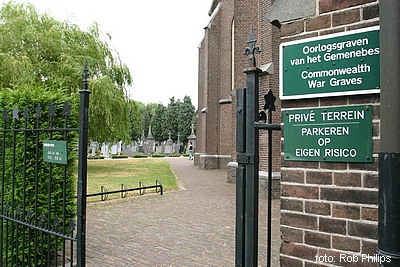 Oorlogsgraven
van het Gemenebest
Commonwealth
War Graves
PRIVÉ TERREIN
PARKEREN
OP
EIGEN RISICO
foto: Rob Philips